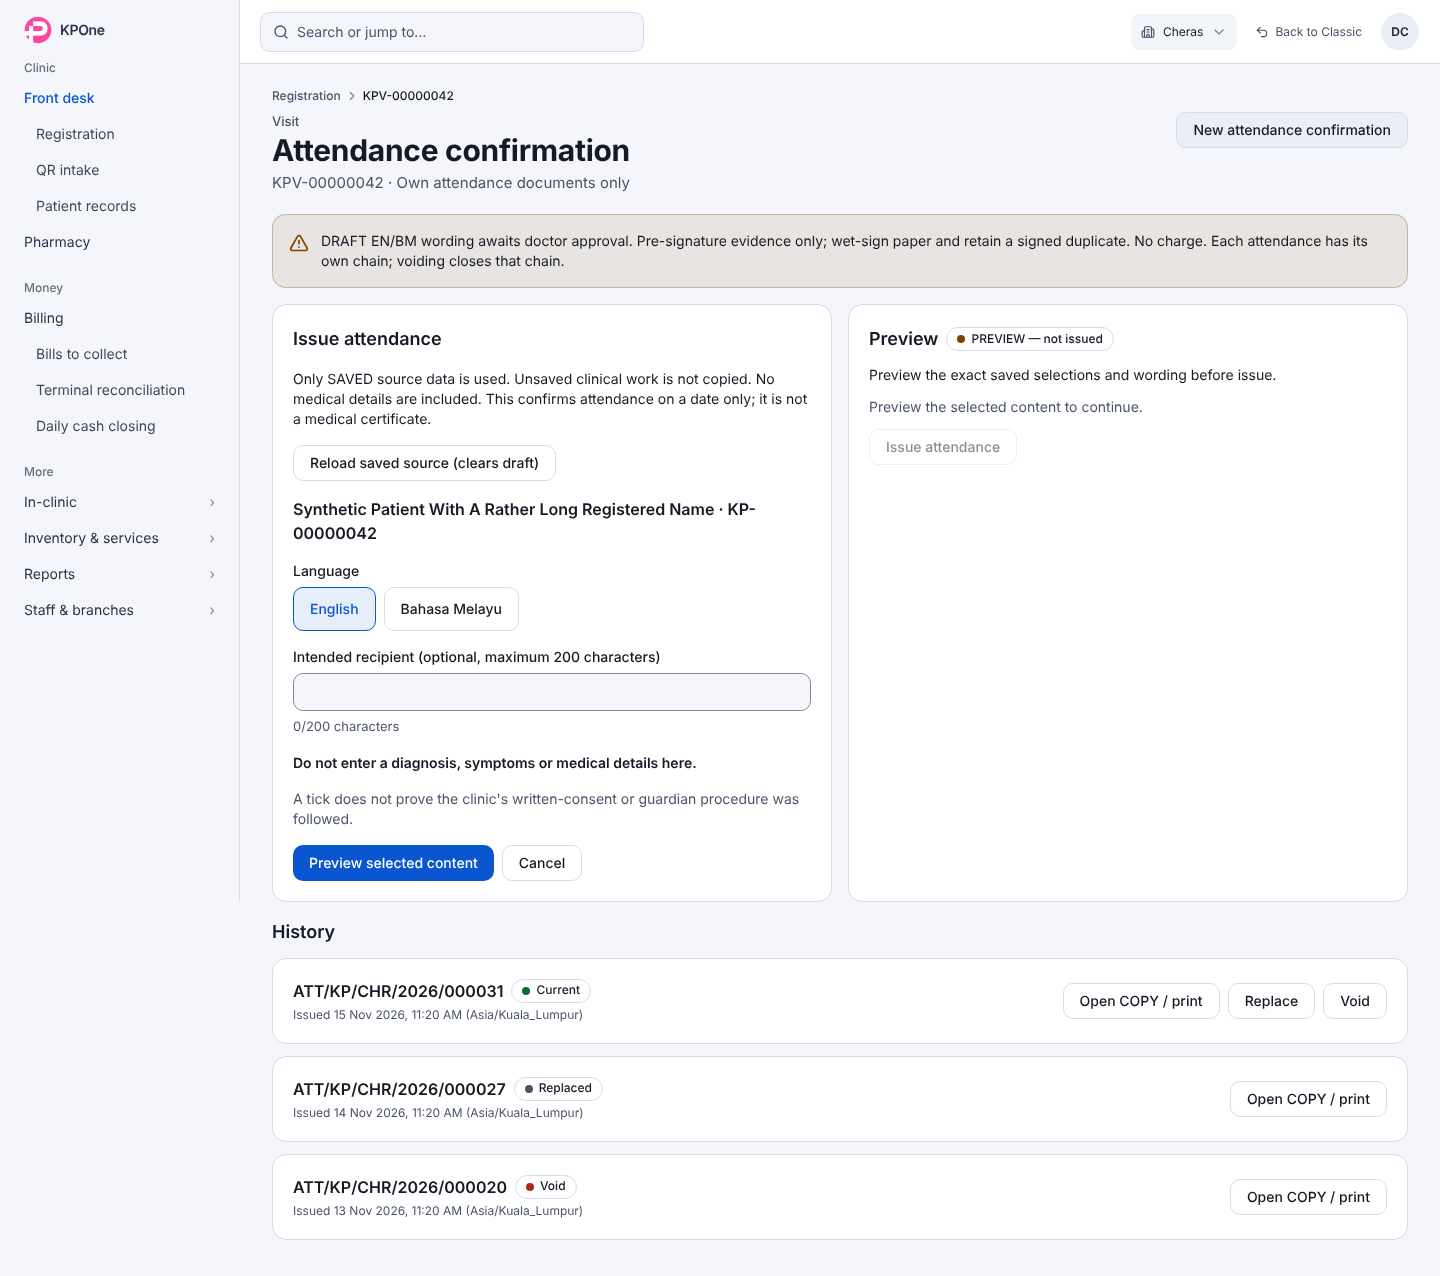 KPOne
Clinic
Front desk
Registration
QR intake
Patient records
Pharmacy
Money
Billing
Bills to collect
Terminal reconciliation
Daily cash closing
More
In-clinic
Inventory & services
Reports
Staff & branches
Search or jump to...
Cheras
Back to Classic
DC
Registration > KPV-00000042
Visit
Attendance confirmation
KPV-00000042 · Own attendance documents only
New attendance confirmation
DRAFT EN/BM wording awaits doctor approval. Pre-signature evidence only; wet-sign paper and retain a signed duplicate. No charge. Each attendance has its
own chain; voiding closes that chain.
Issue attendance
Only SAVED source data is used. Unsaved clinical work is not copied. No
medical details are included. This confirms attendance on a date only; it is not
a medical certificate.
Reload saved source (clears draft)
Synthetic Patient With A Rather Long Registered Name · KP-
00000042
Language
English
Bahasa Melayu
Intended recipient (optional, maximum 200 characters)
0/200 characters
Do not enter a diagnosis, symptoms or medical details here.
A tick does not prove the clinic's written-consent or guardian procedure was
followed.
Preview selected content
Cancel
Preview
PREVIEW — not issued
Preview the exact saved selections and wording before issue.
Preview the selected content to continue.
Issue attendance
History
ATT/KP/CHR/2026/000031
Current
Issued 15 Nov 2026, 11:20 AM (Asia/Kuala_Lumpur)
Open COPY / print
Replace
Void
ATT/KP/CHR/2026/000027
Replaced
Issued 14 Nov 2026, 11:20 AM (Asia/Kuala_Lumpur)
Open COPY / print
ATT/KP/CHR/2026/000020
Void
Issued 13 Nov 2026, 11:20 AM (Asia/Kuala_Lumpur)
Open COPY / print